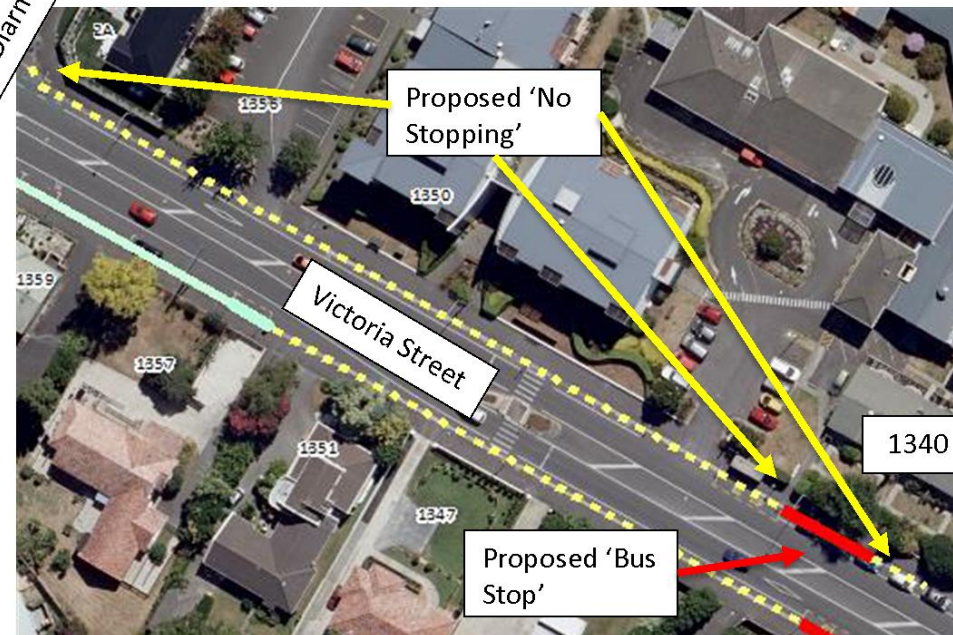 2A
1356
Proposed ‘No
Stopping’
1350
1359
Victoria Street
1357
1351
1340
1347
Proposed ‘Bus
Stop’